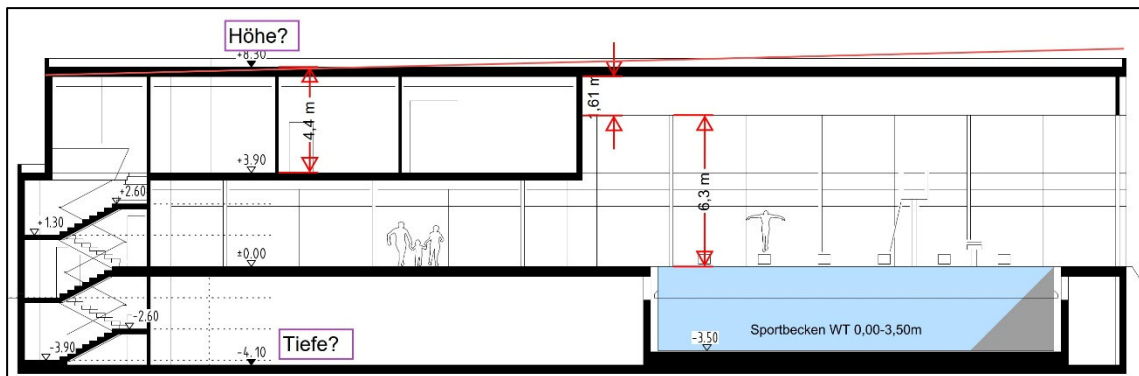 Höhe?
+8,30
4,4 m
,61 m
+3.90
+2.60
6,3 m
+1.30
±0.00
-2.60
Tiefe?
Sportbecken WT 0,00-3,50m
-3.50
-3.90
-4.10